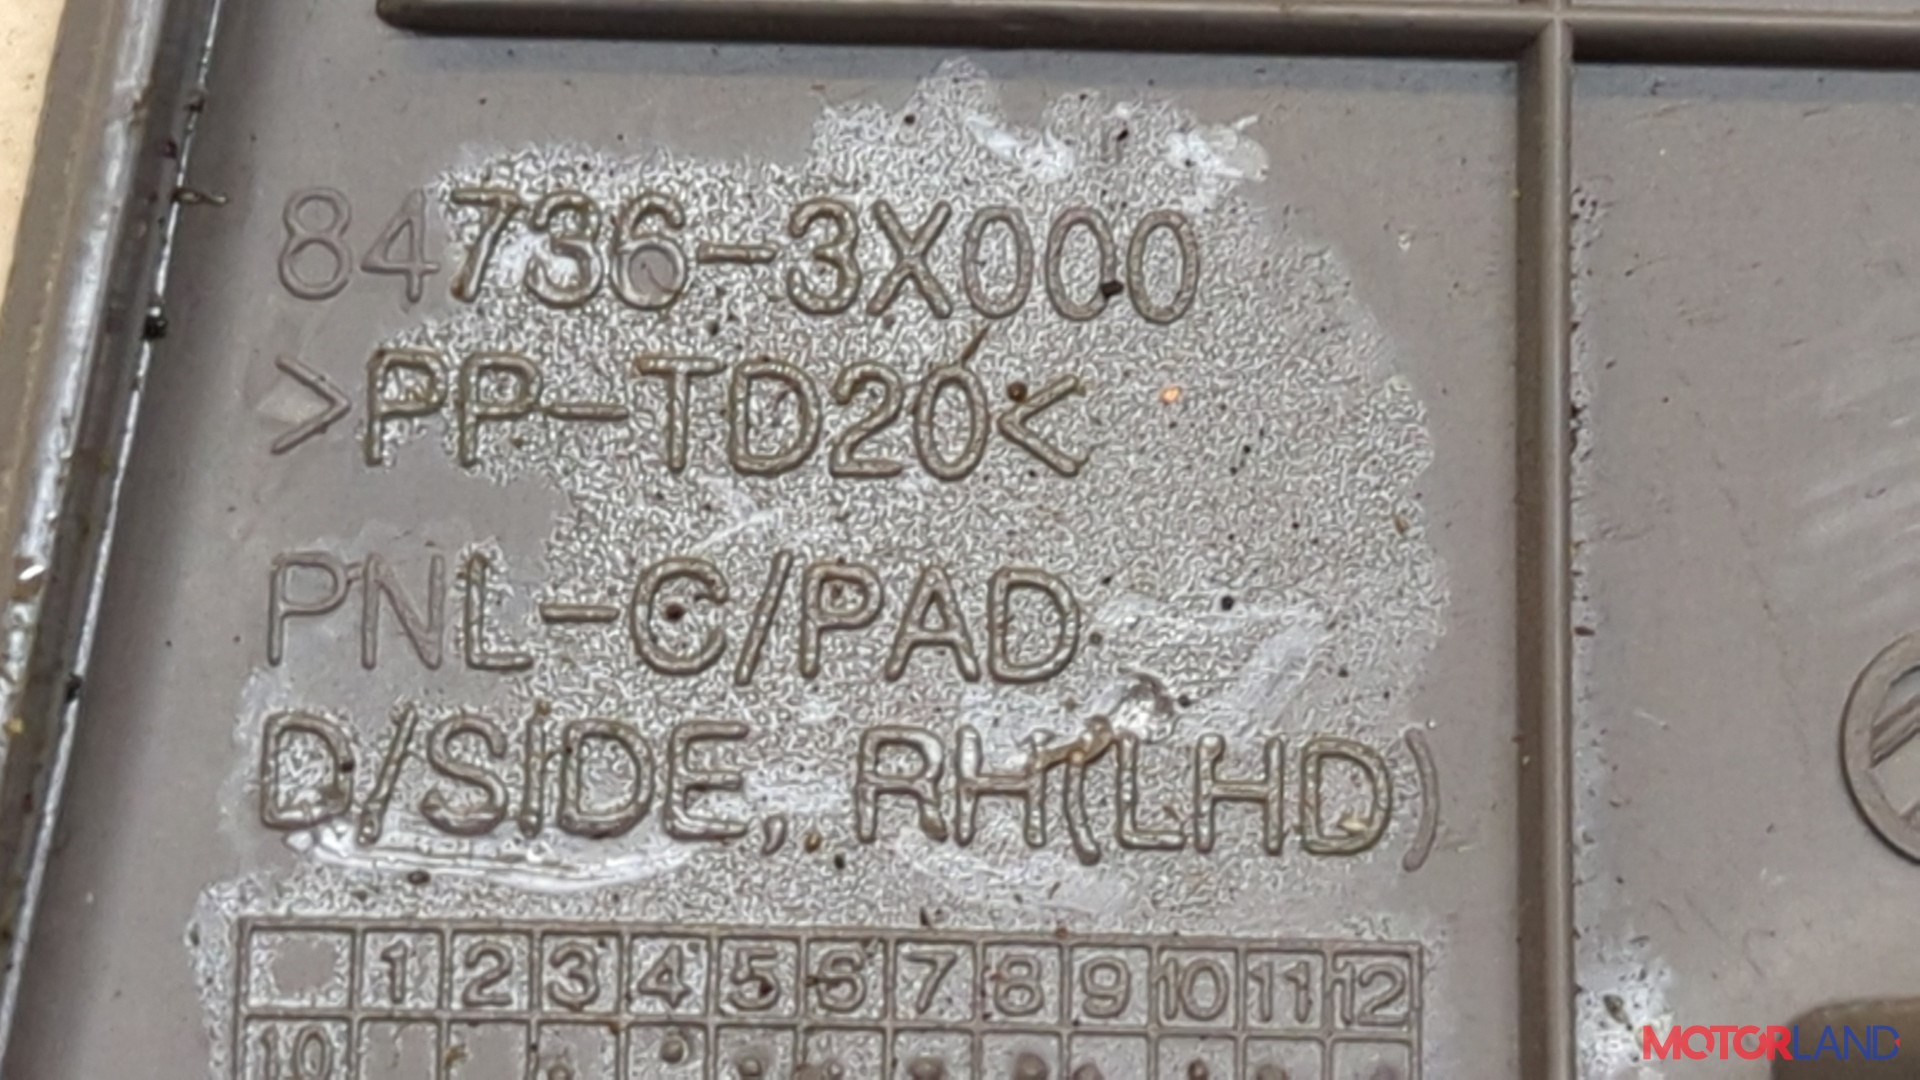 84736-3X000
>PP-TD20<
PNL-C/PAD
D/SIDE, RH(LHD)
1 2 3 4 5 6 7 8 9 10 11 12
10
MOTORLAND